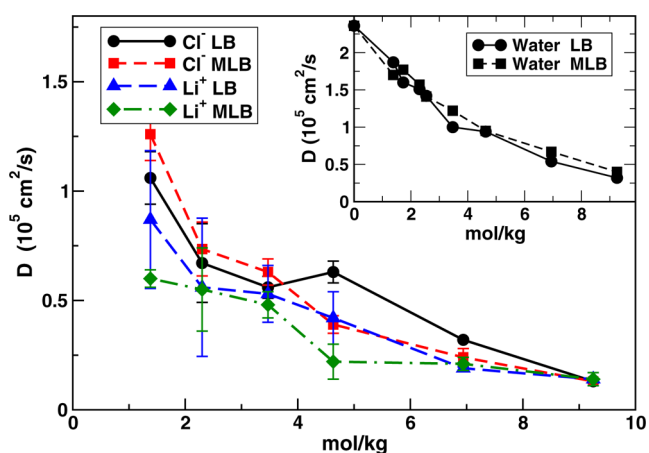 Cl⁻ LB
Cl⁻ MLB
Li⁺ LB
Li⁺ MLB
Water LB
Water MLB
D (10⁵ cm²/s)
2
1.5
1
0.5
0
0 2 4 6 8 10
mol/kg
D (10⁵ cm²/s)
1.5
1
0.5
0
0 2 4 6 8 10
mol/kg